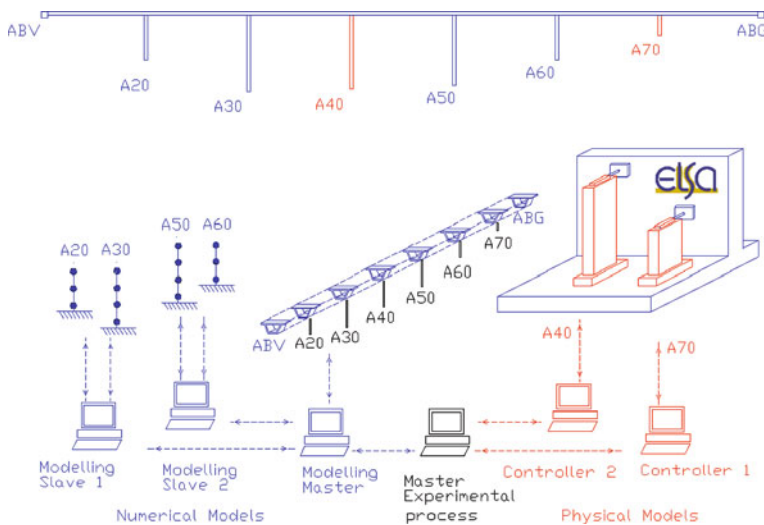 ABV
ABG
A20
A30
A40
A50
A60
A70
ELSA
A50 A60
A20 A30
ABG
A70
A60
A50
A40
A30
A20
ABV
A40
A70
Modelling
Slave 1
Modelling
Slave 2
Modelling
Master
Master
Experimental
process
Controller 2
Controller 1
Numerical Models
Physical Models